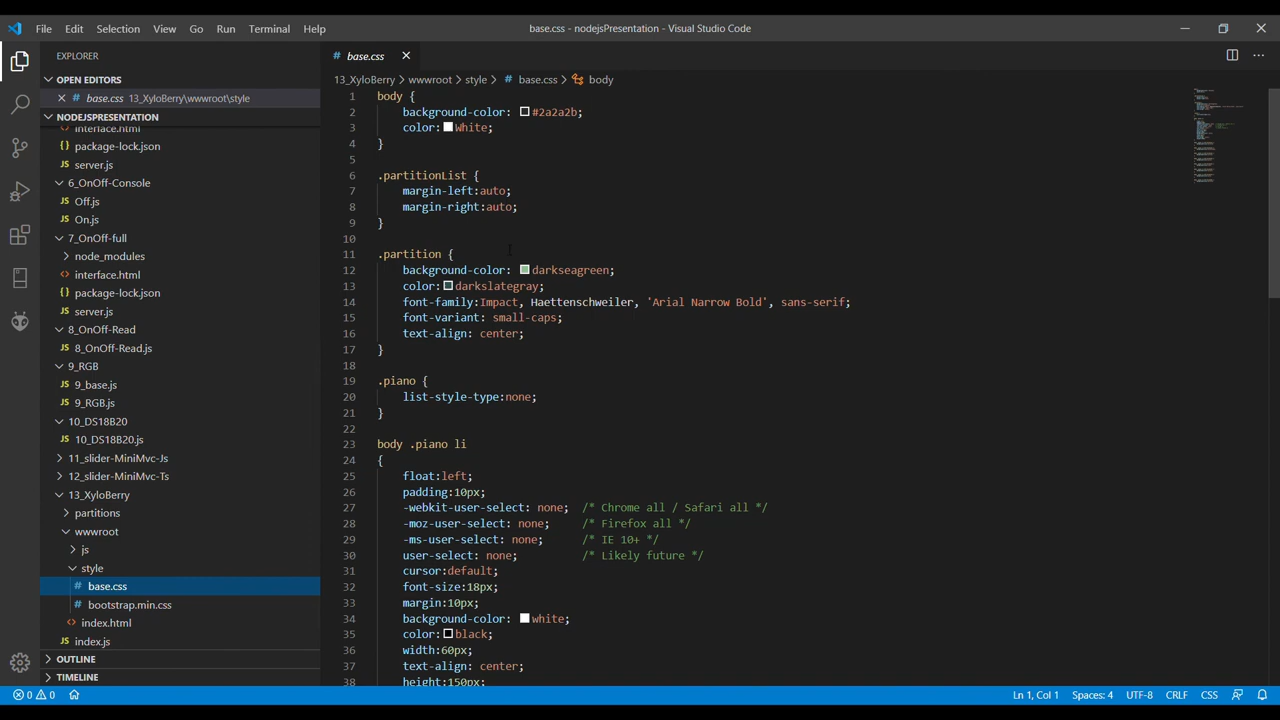 File Edit Selection View Go Run Terminal Help
base.css - nodejsPresentation - Visual Studio Code
EXPLORER
OPEN EDITORS
base.css 13_XyloBerry\wwwroot\style
NODEJSPRESENTATION
interface.html
package-lock.json
JS server.js
6_OnOff-Console
JS Off.js
JS On.js
7_OnOff-full
node_modules
interface.html
package-lock.json
JS server.js
8_OnOff-Read
JS 8_OnOff-Read.js
9_RGB
JS 9_base.js
JS 9_RGB.js
10_DS18B20
JS 10_DS18B20.js
11_slider-MiniMvc-Js
12_slider-MiniMvc-Ts
13_XyloBerry
partitions
wwwroot
js
style
# base.css
# bootstrap.min.css
index.html
JS index.js
OUTLINE
TIMELINE
# base.css
13_XyloBerry > wwwroot > style > # base.css > body
1 body {
2 background-color: #2a2a2b;
3 color: White;
4 }
5
6 .partitionList {
7 margin-left:auto;
8 margin-right:auto;
9 }
10
11 .partition {
12 background-color: darkseagreen;
13 color: darkslategray;
14 font-family:Impact, Haettenschweiler, 'Arial Narrow Bold', sans-serif;
15 font-variant: small-caps;
16 text-align: center;
17 }
18
19 .piano {
20 list-style-type:none;
21 }
22
23 body .piano li
24 {
25 float:left;
26 padding:10px;
27 -webkit-user-select: none; /* Chrome all / Safari all */
28 -moz-user-select: none; /* Firefox all */
29 -ms-user-select: none; /* IE 10+ */
30 user-select: none; /* Likely future */
31 cursor:default;
32 font-size:18px;
33 margin:10px;
34 background-color: white;
35 color: black;
36 width:60px;
37 text-align: center;
38 height:150px;
0 0
Ln 1, Col 1 Spaces: 4 UTF-8 CRLF CSS